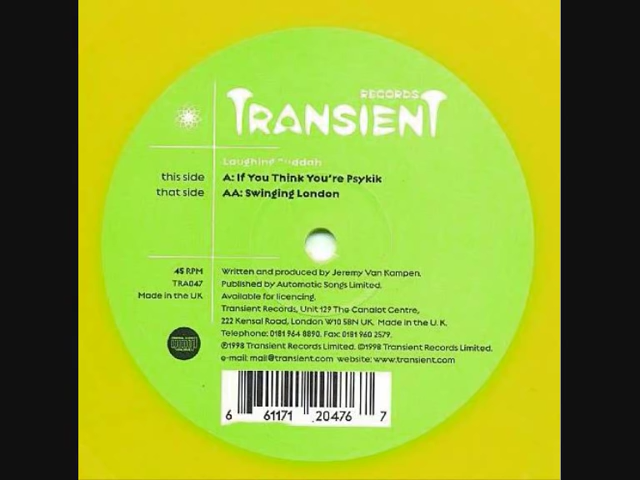 RECORDS
TRANSIENT
Laughing Buddah
this side A: If You Think You're Psykik
that side AA: Swinging London
45 RPM Written and produced by Jeremy Van Kampen.
TRA047 Published by Automatic Songs Limited.
Made in the UK Available for licencing.
Transient Records, Unit 129 The Canalot Centre,
222 Kensal Road, London W10 5BN UK. Made in the U. K.
Telephone: 0181 964 8890. Fax: 0181 960 2579.
℗1998 Transient Records Limited. ©1998 Transient Records Limited.
e-mail: mail@transient.com website: www.transient.com
6 61171 20476 7